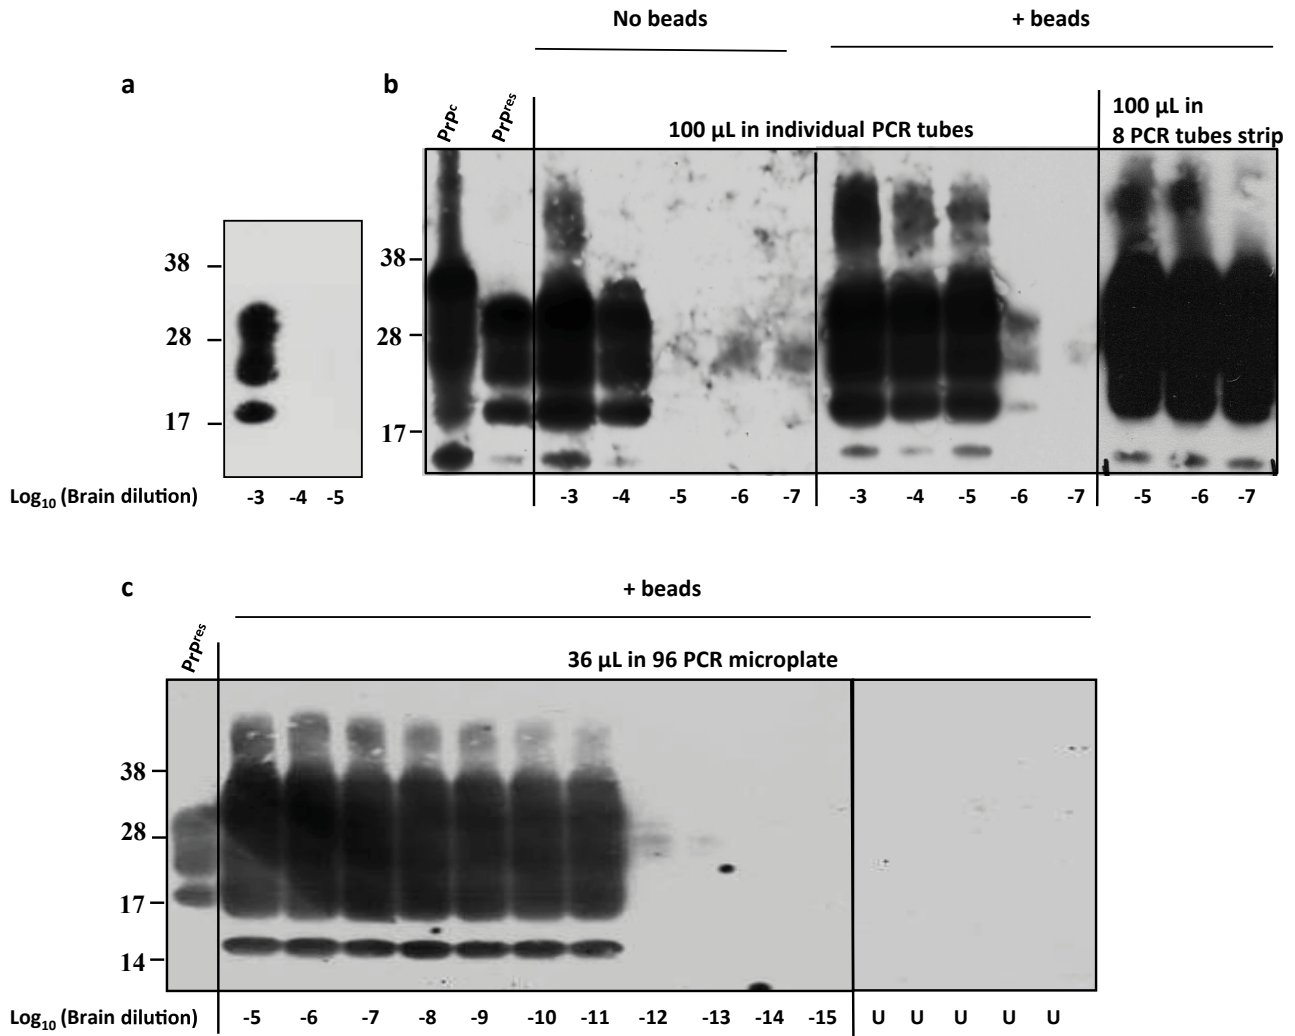 No beads
+ beads
a
b
PrPᶜ
PrPʳᵉˢ
100 µL in individual PCR tubes
100 µL in
8 PCR tubes strip
38
28
17
38
28
17
Log₁₀ (Brain dilution) -3 -4 -5
-3 -4 -5 -6 -7 -3 -4 -5 -6 -7 -5 -6 -7
c
+ beads
PrPʳᵉˢ
36 µL in 96 PCR microplate
38
28
17
14
Log₁₀ (Brain dilution) -5 -6 -7 -8 -9 -10 -11 -12 -13 -14 -15 U U U U U